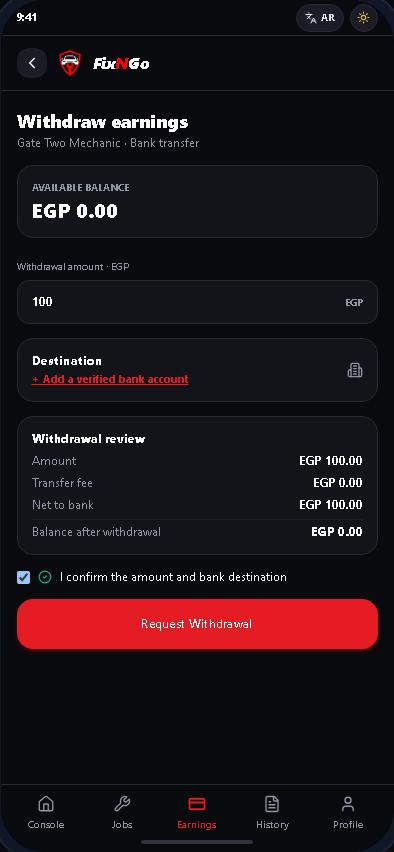 9:41
AR
FixNGo
Withdraw earnings
Gate Two Mechanic · Bank transfer
AVAILABLE BALANCE
EGP 0.00
Withdrawal amount · EGP
100 EGP
Destination
+ Add a verified bank account
Withdrawal review
Amount EGP 100.00
Transfer fee EGP 0.00
Net to bank EGP 100.00
Balance after withdrawal EGP 0.00
I confirm the amount and bank destination
Request Withdrawal
Console Jobs Earnings History Profile